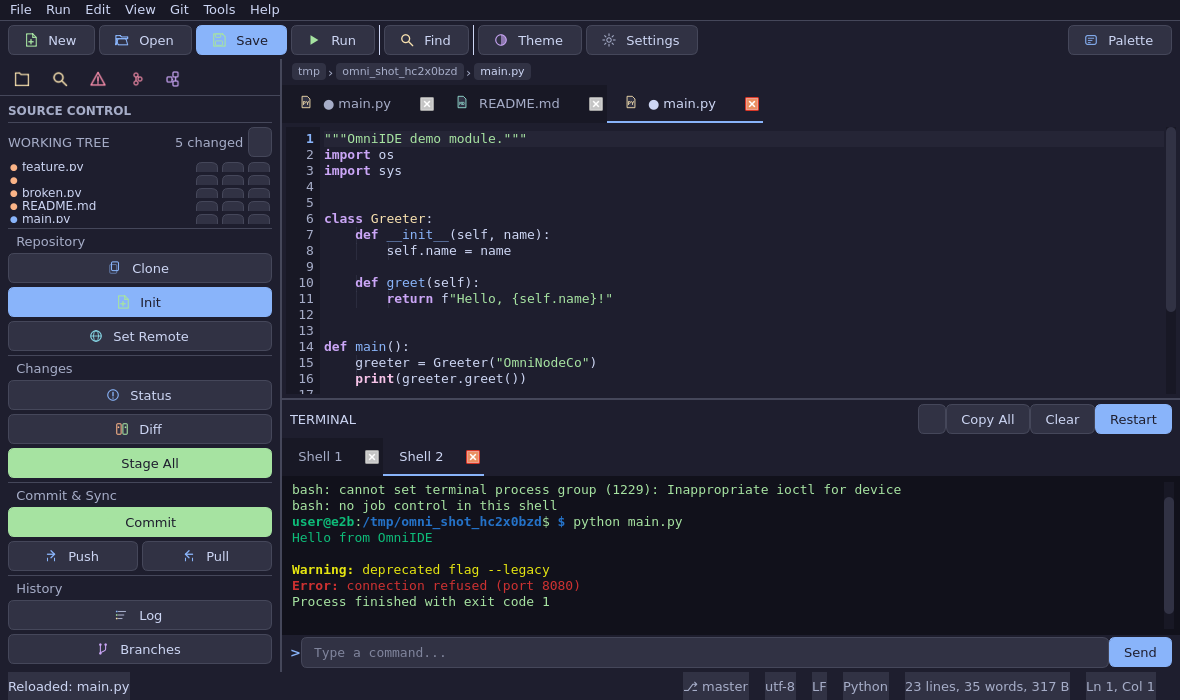 File Run Edit View Git Tools Help
New Open Save Run Find Theme Settings Palette
tmp › omni_shot_hc2x0bzd › main.py
● main.py README.md ● main.py
SOURCE CONTROL
WORKING TREE 5 changed
feature.py
broken.py
README.md
main.py
Repository
Clone
Init
Set Remote
Changes
Status
Diff
Stage All
Commit & Sync
Commit
Push Pull
History
Log
Branches
1 """OmniIDE demo module."""
2 import os
3 import sys
4
5
6 class Greeter:
7 def __init__(self, name):
8 self.name = name
9
10 def greet(self):
11 return f"Hello, {self.name}!"
12
13
14 def main():
15 greeter = Greeter("OmniNodeCo")
16 print(greeter.greet())
17
TERMINAL Copy All Clear Restart
Shell 1 Shell 2
bash: cannot set terminal process group (1229): Inappropriate ioctl for device
bash: no job control in this shell
user@e2b:/tmp/omni_shot_hc2x0bzd$ $ python main.py
Hello from OmniIDE
Warning: deprecated flag --legacy
Error: connection refused (port 8080)
Process finished with exit code 1
> Type a command... Send
Reloaded: main.py ⎇ master utf-8 LF Python 23 lines, 35 words, 317 B Ln 1, Col 1